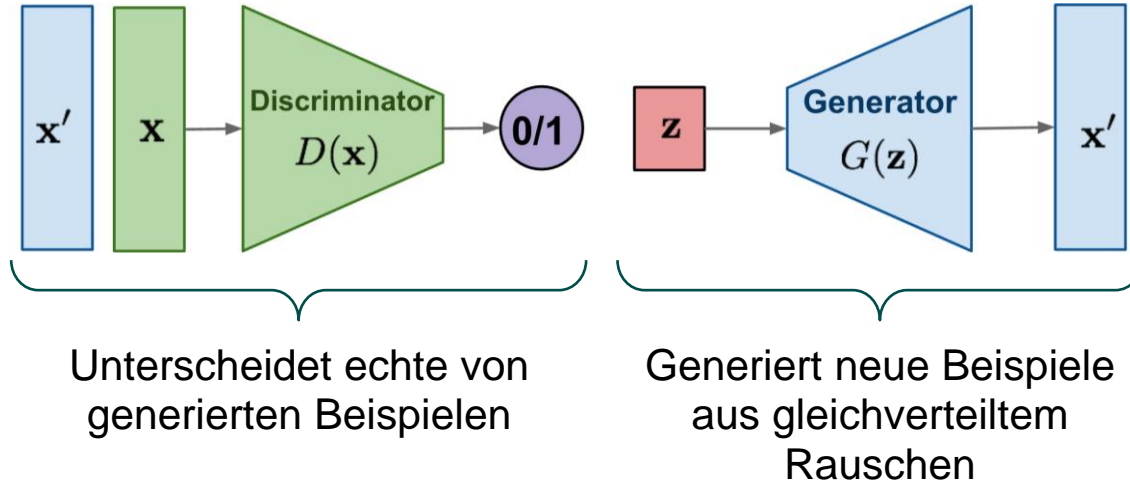 x′
x
Discriminator
D(x)
0/1
z
Generator
G(z)
x′
Unterscheidet echte von
generierten Beispielen
Generiert neue Beispiele
aus gleichverteiltem
Rauschen